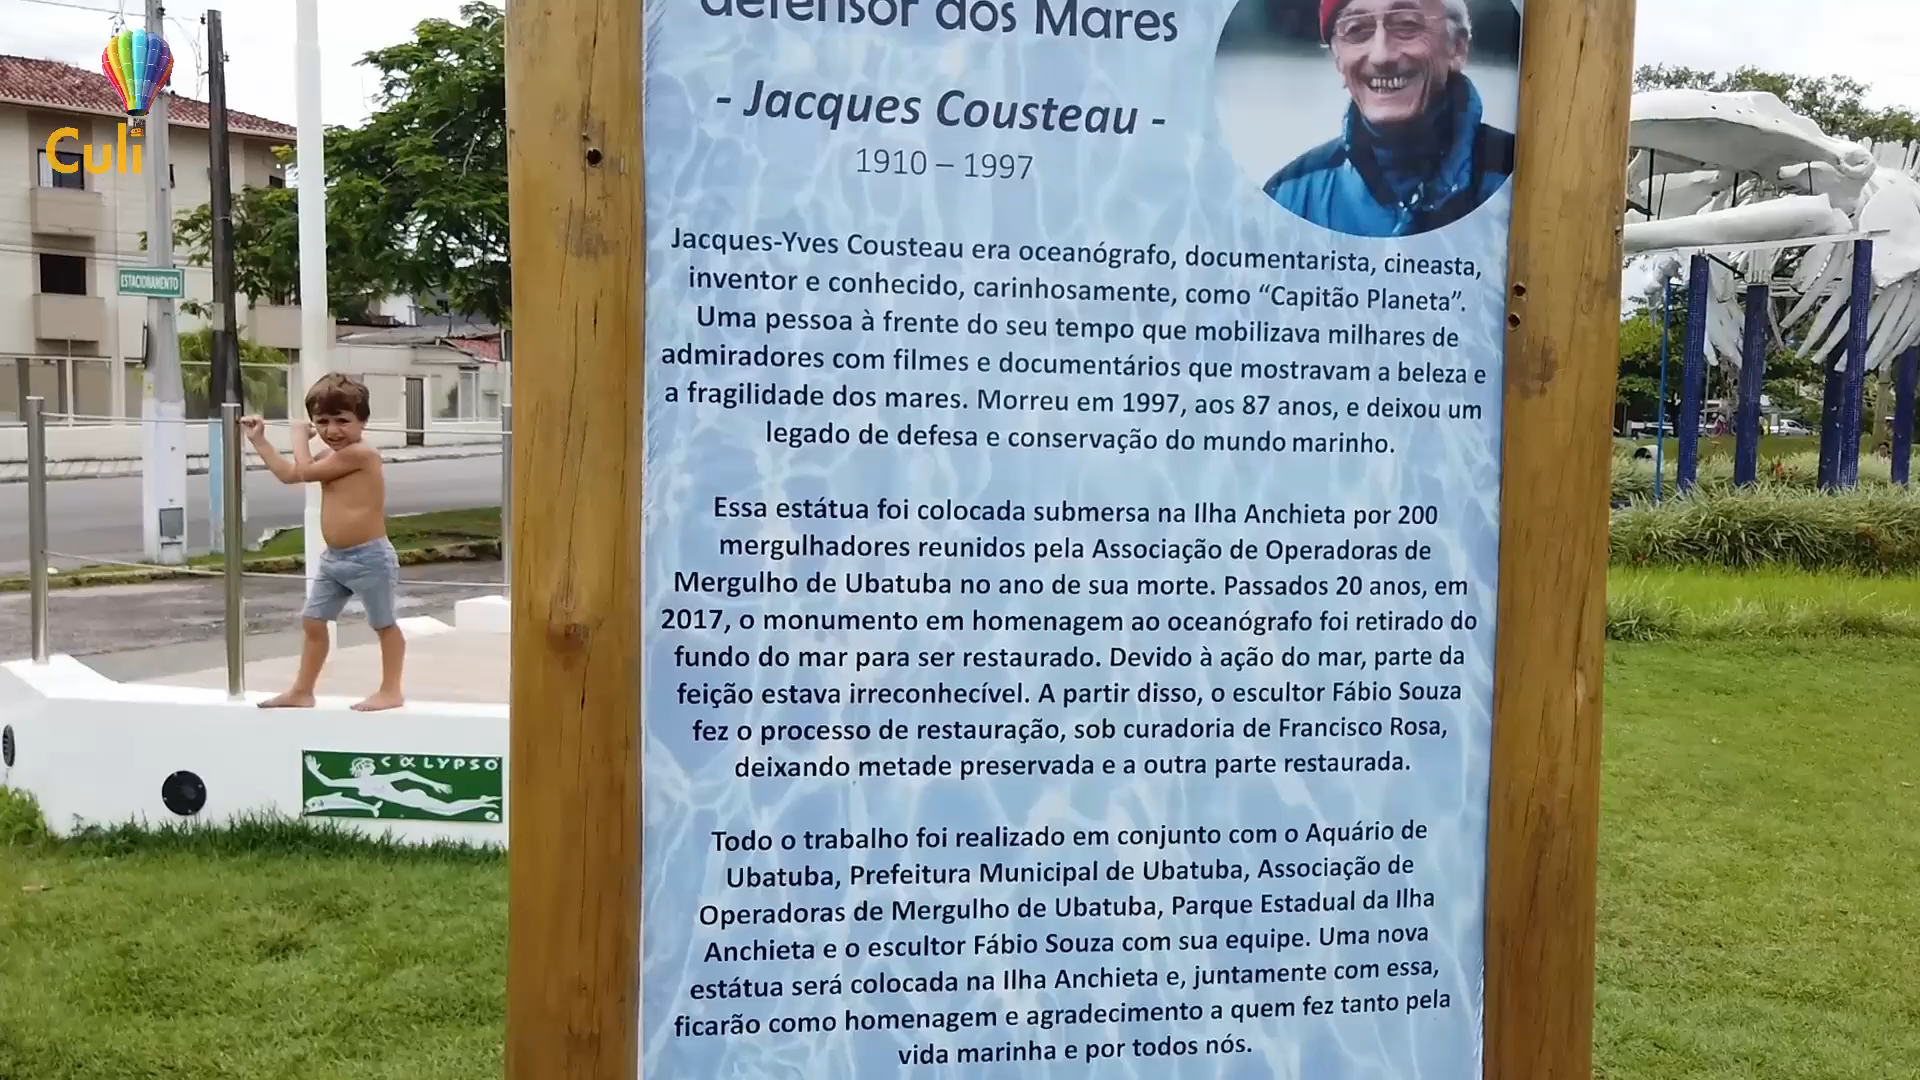 Culi
ESTACIONAMENTO
CALYPSO
defensor dos Mares
- Jacques Cousteau -
1910 – 1997
Jacques-Yves Cousteau era oceanógrafo, documentarista, cineasta,
inventor e conhecido, carinhosamente, como “Capitão Planeta”.
Uma pessoa à frente do seu tempo que mobilizava milhares de
admiradores com filmes e documentários que mostravam a beleza e
a fragilidade dos mares. Morreu em 1997, aos 87 anos, e deixou um
legado de defesa e conservação do mundo marinho.
Essa estátua foi colocada submersa na Ilha Anchieta por 200
mergulhadores reunidos pela Associação de Operadoras de
Mergulho de Ubatuba no ano de sua morte. Passados 20 anos, em
2017, o monumento em homenagem ao oceanógrafo foi retirado do
fundo do mar para ser restaurado. Devido à ação do mar, parte da
feição estava irreconhecível. A partir disso, o escultor Fábio Souza
fez o processo de restauração, sob curadoria de Francisco Rosa,
deixando metade preservada e a outra parte restaurada.
Todo o trabalho foi realizado em conjunto com o Aquário de
Ubatuba, Prefeitura Municipal de Ubatuba, Associação de
Operadoras de Mergulho de Ubatuba, Parque Estadual da Ilha
Anchieta e o escultor Fábio Souza com sua equipe. Uma nova
estátua será colocada na Ilha Anchieta e, juntamente com essa,
ficarão como homenagem e agradecimento a quem fez tanto pela
vida marinha e por todos nós.